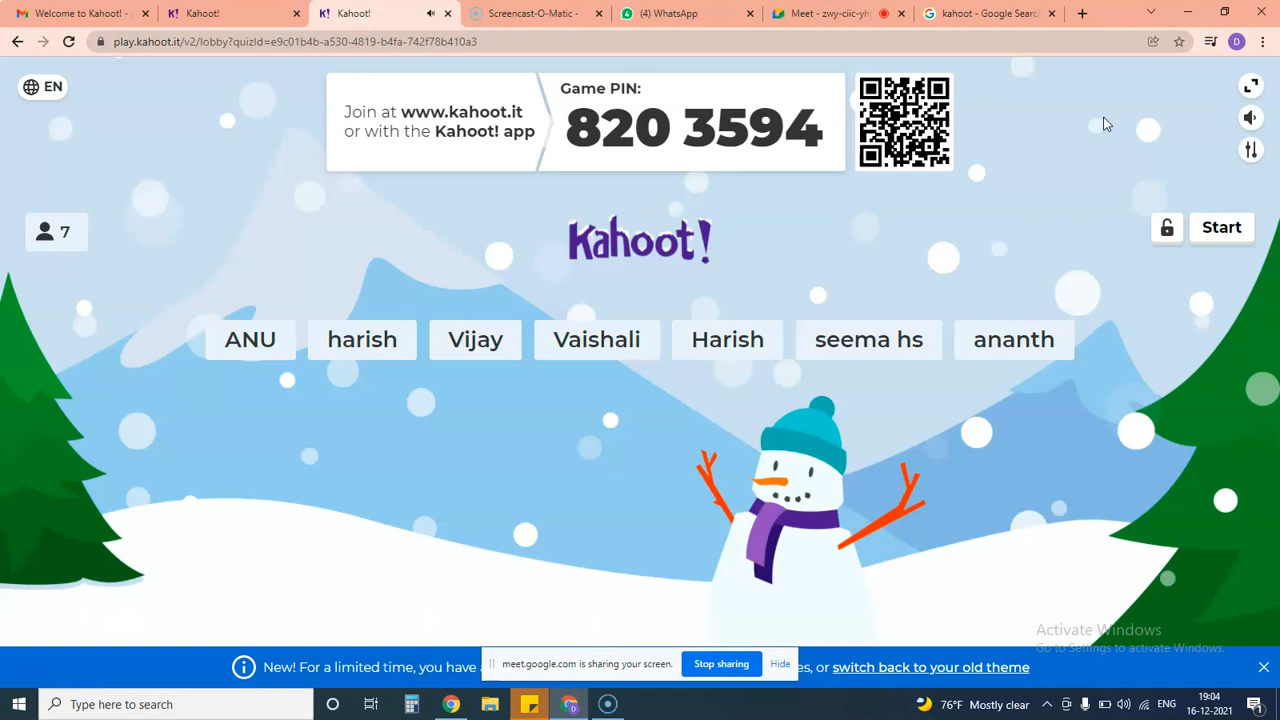 Welcome to Kahoot! -
Kahoot!
Kahoot!
Screencast-O-Matic -
(4) WhatsApp
Meet - zwy-ciic-yh
kahoot - Google Searc
play.kahoot.it/v2/lobby?quizId=e9c01b4b-a530-4819-b4fa-742f78b410a3
D
EN
Join at www.kahoot.it
or with the Kahoot! app
Game PIN:
820 3594
7
Kahoot!
Start
ANU harish Vijay Vaishali Harish seema hs ananth
Activate Windows
Go to Settings to activate Windows.
New! For a limited time, you have
meet.google.com is sharing your screen. Stop sharing Hide
es, or switch back to your old theme
Type here to search
76°F Mostly clear
ENG
19:04
16-12-2021
1